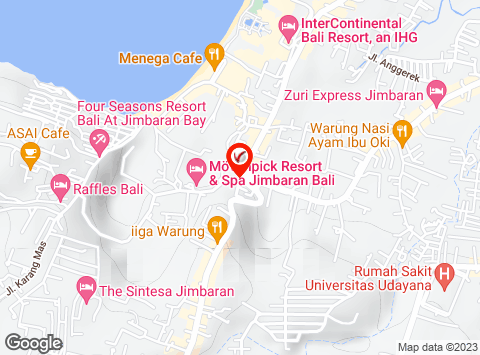 InterContinental
Bali Resort, an IHG
Menega Cafe
Jl. Anggerek
Zuri Express Jimbaran
Four Seasons Resort
Bali At Jimbaran Bay
ASAI Cafe
Warung Nasi
Ayam Ibu Oki
Resort
& Spa Jimbaran Bali
Raffles Bali
iiga Warung
Jl. Karang Mas
Rumah Sakit
Universitas Udayana
The Sintesa Jimbaran
Google
Map data ©2023